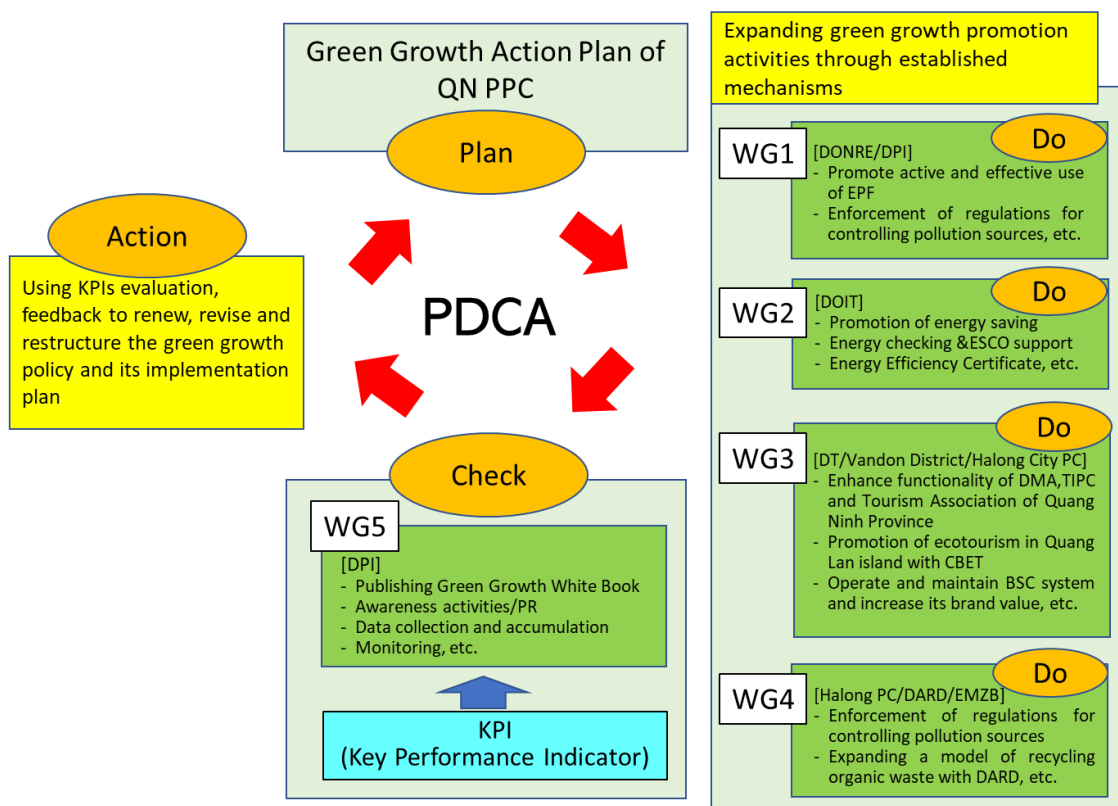 Green Growth Action Plan of
QN PPC
Plan
Action
Using KPIs evaluation,
feedback to renew, revise and
restructure the green growth
policy and its implementation
plan
PDCA
Check
WG5
[DPI]
- Publishing Green Growth White Book
- Awareness activities/PR
- Data collection and accumulation
- Monitoring, etc.
KPI
(Key Performance Indicator)
Expanding green growth promotion
activities through established
mechanisms
Do
WG1
[DONRE/DPI]
- Promote active and effective use
of EPF
- Enforcement of regulations for
controlling pollution sources, etc.
Do
WG2
[DOIT]
- Promotion of energy saving
- Energy checking &ESCO support
- Energy Efficiency Certificate, etc.
Do
WG3
[DT/Vandon District/Halong City PC]
- Enhance functionality of DMA,TIPC
and Tourism Association of Quang
Ninh Province
- Promotion of ecotourism in Quang
Lan island with CBET
- Operate and maintain BSC system
and increase its brand value, etc.
Do
WG4
[Halong PC/DARD/EMZB]
- Enforcement of regulations for
controlling pollution sources
- Expanding a model of recycling
organic waste with DARD, etc.